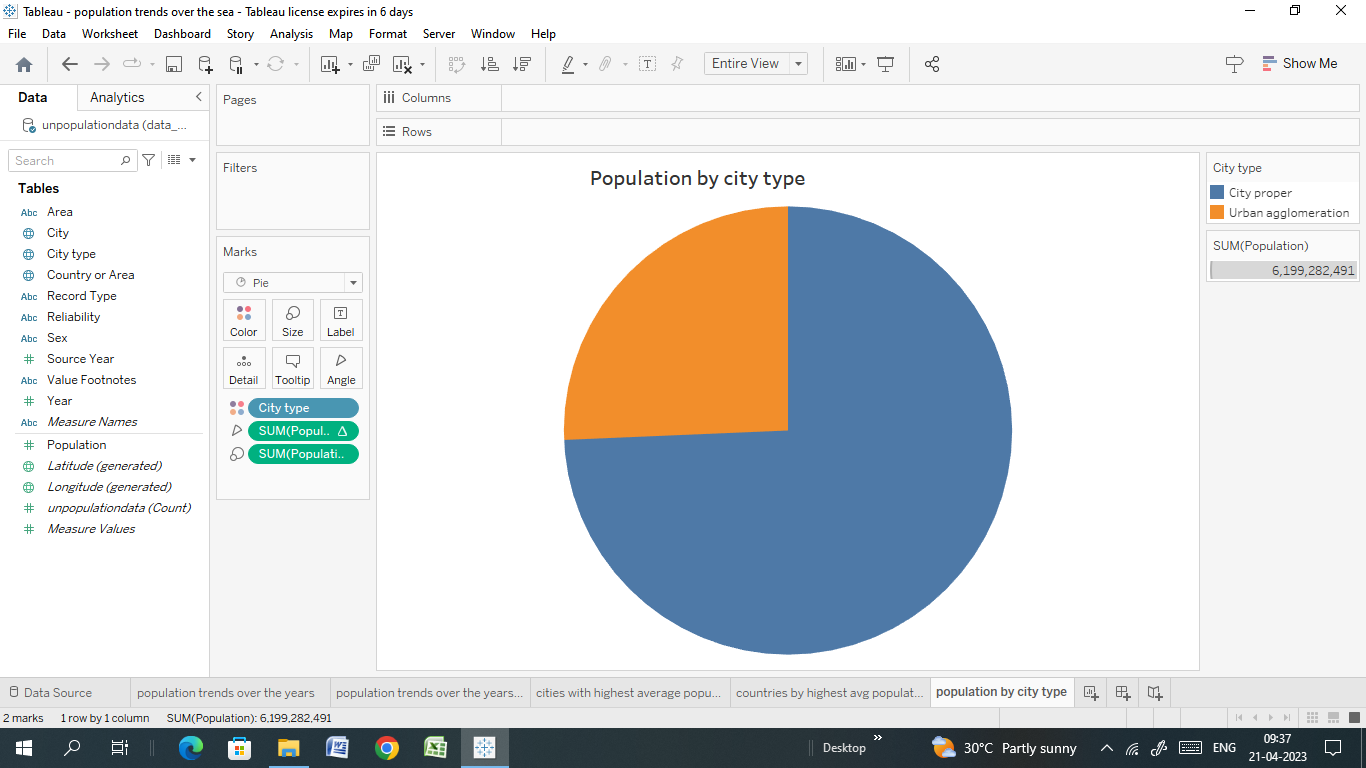 Tableau - population trends over the sea - Tableau license expires in 6 days
File Data Worksheet Dashboard Story Analysis Map Format Server Window Help
Entire View
Show Me
Data Analytics
unpopulationdata (data_...
Search
Tables
Abc Area
City
City type
Country or Area
Abc Record Type
Abc Reliability
Abc Sex
Source Year
Abc Value Footnotes
Year
Abc Measure Names
Population
Latitude (generated)
Longitude (generated)
unpopulationdata (Count)
Measure Values
Pages
Filters
Marks
Pie
Color Size Label
Detail Tooltip Angle
City type
SUM(Popul..
SUM(Populati..
Columns
Rows
Population by city type
City type
City proper
Urban agglomeration
SUM(Population)
6,199,282,491
Data Source population trends over the years population trends over the years... cities with highest average popu... countries by highest avg populat... population by city type
2 marks 1 row by 1 column SUM(Population): 6,199,282,491
Desktop 30°C Partly sunny ENG 09:37
21-04-2023